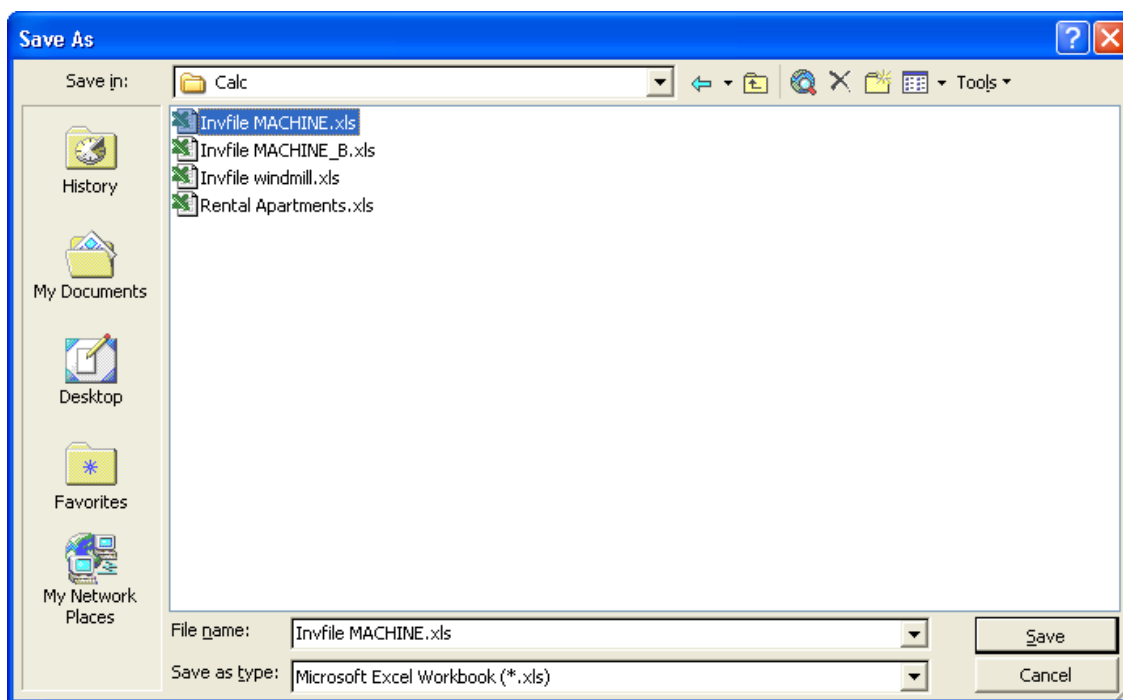 Save As
Save in:
Calc
Tools
Invfile MACHINE.xls
Invfile MACHINE_B.xls
Invfile windmill.xls
Rental Apartments.xls
History
My Documents
Desktop
Favorites
My Network
Places
File name:
Invfile MACHINE.xls
Save
Save as type:
Microsoft Excel Workbook (*.xls)
Cancel